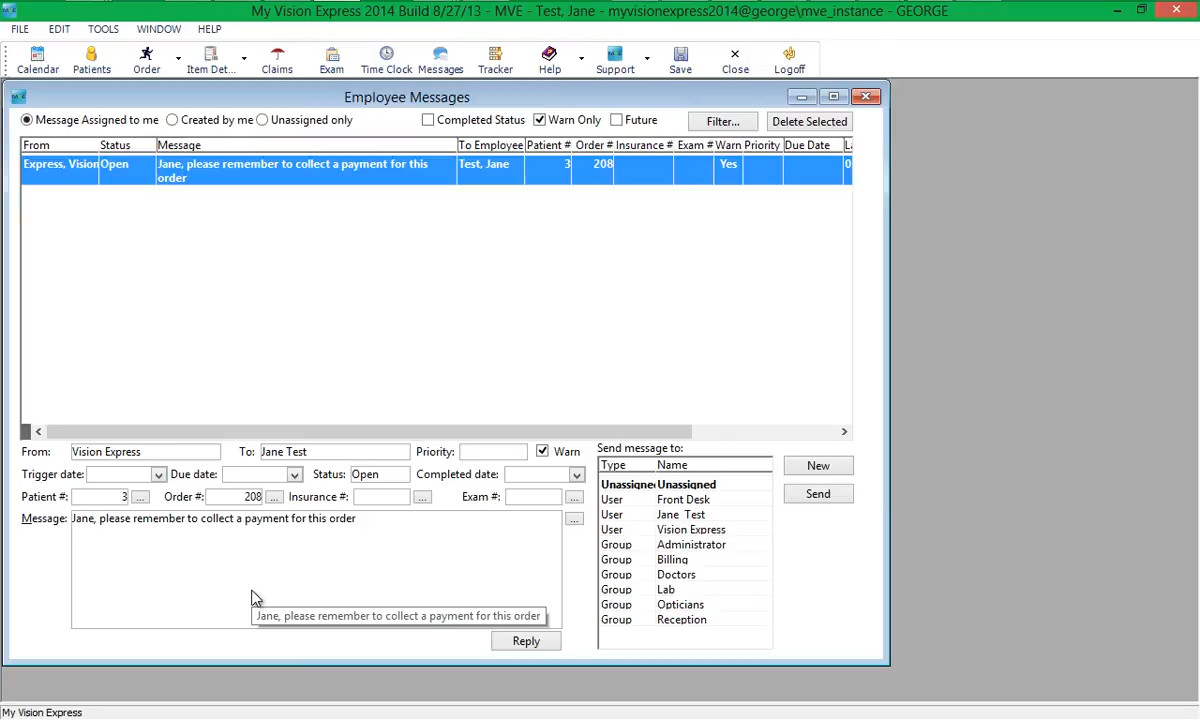 My Vision Express 2014 Build 8/27/13 - MVE - Test, Jane - myvisionexpress2014@george\mve_instance - GEORGE
FILE EDIT TOOLS WINDOW HELP
Calendar Patients Order Item Det... Claims Exam Time Clock Messages Tracker Help Support Save Close Logoff
Employee Messages
Message Assigned to me Created by me Unassigned only Completed Status Warn Only Future Filter... Delete Selected
From Status Message To Employee Patient # Order # Insurance # Exam # Warn Priority Due Date
Express, Vision Open Jane, please remember to collect a payment for this Test, Jane 3 208 Yes 0
order
From: Vision Express To: Jane Test Priority: Warn
Trigger date: Due date: Status: Open Completed date:
Patient #: 3 ... Order #: 208 ... Insurance #: ... Exam #: ...
Message: Jane, please remember to collect a payment for this order ...
Jane, please remember to collect a payment for this order
Reply
Send message to:
Type Name
Unassigned Unassigned
User Front Desk
User Jane Test
User Vision Express
Group Administrator
Group Billing
Group Doctors
Group Lab
Group Opticians
Group Reception
New
Send
My Vision Express